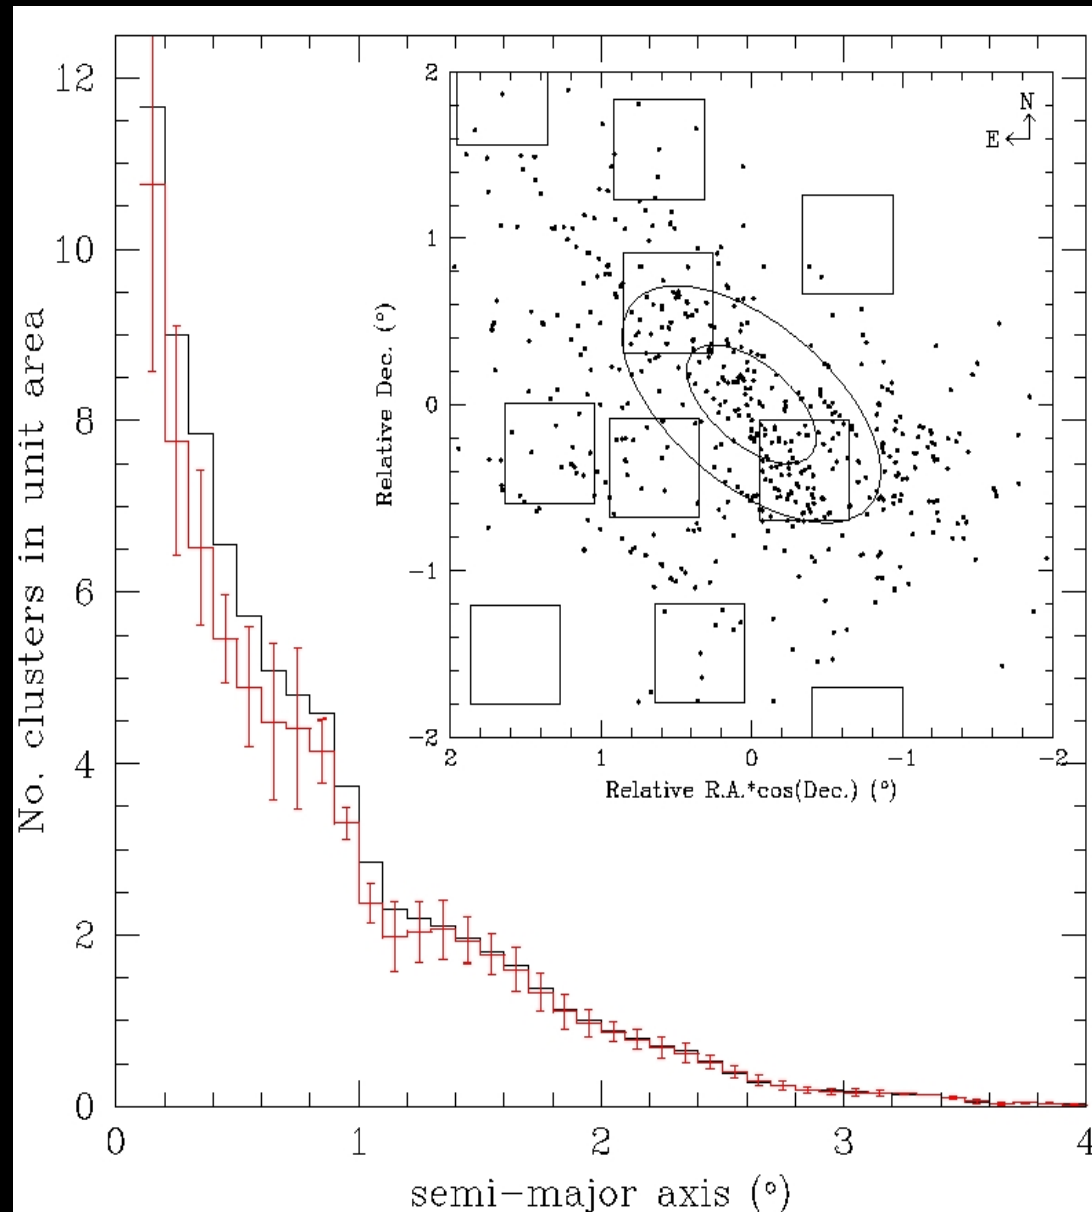 No. clusters in unit area
12
10
8
6
4
2
0
0 1 2 3 4
semi-major axis (°)
Relative Dec. (°)
2
1
0
−1
−2
2 1 0 −1 −2
Relative R.A.*cos(Dec.) (°)
N
E